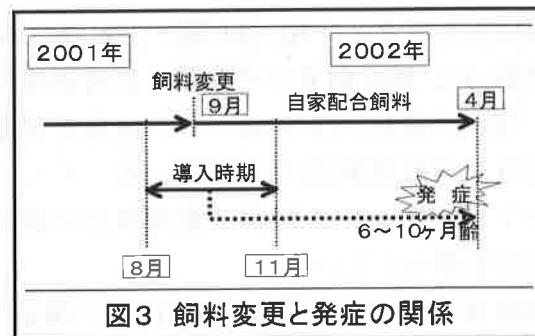 2001年
2002年
飼料変更
9月
自家配合飼料
4月
導入時期
発 症
6～10ヶ月齢
8月
11月
図3 飼料変更と発症の関係